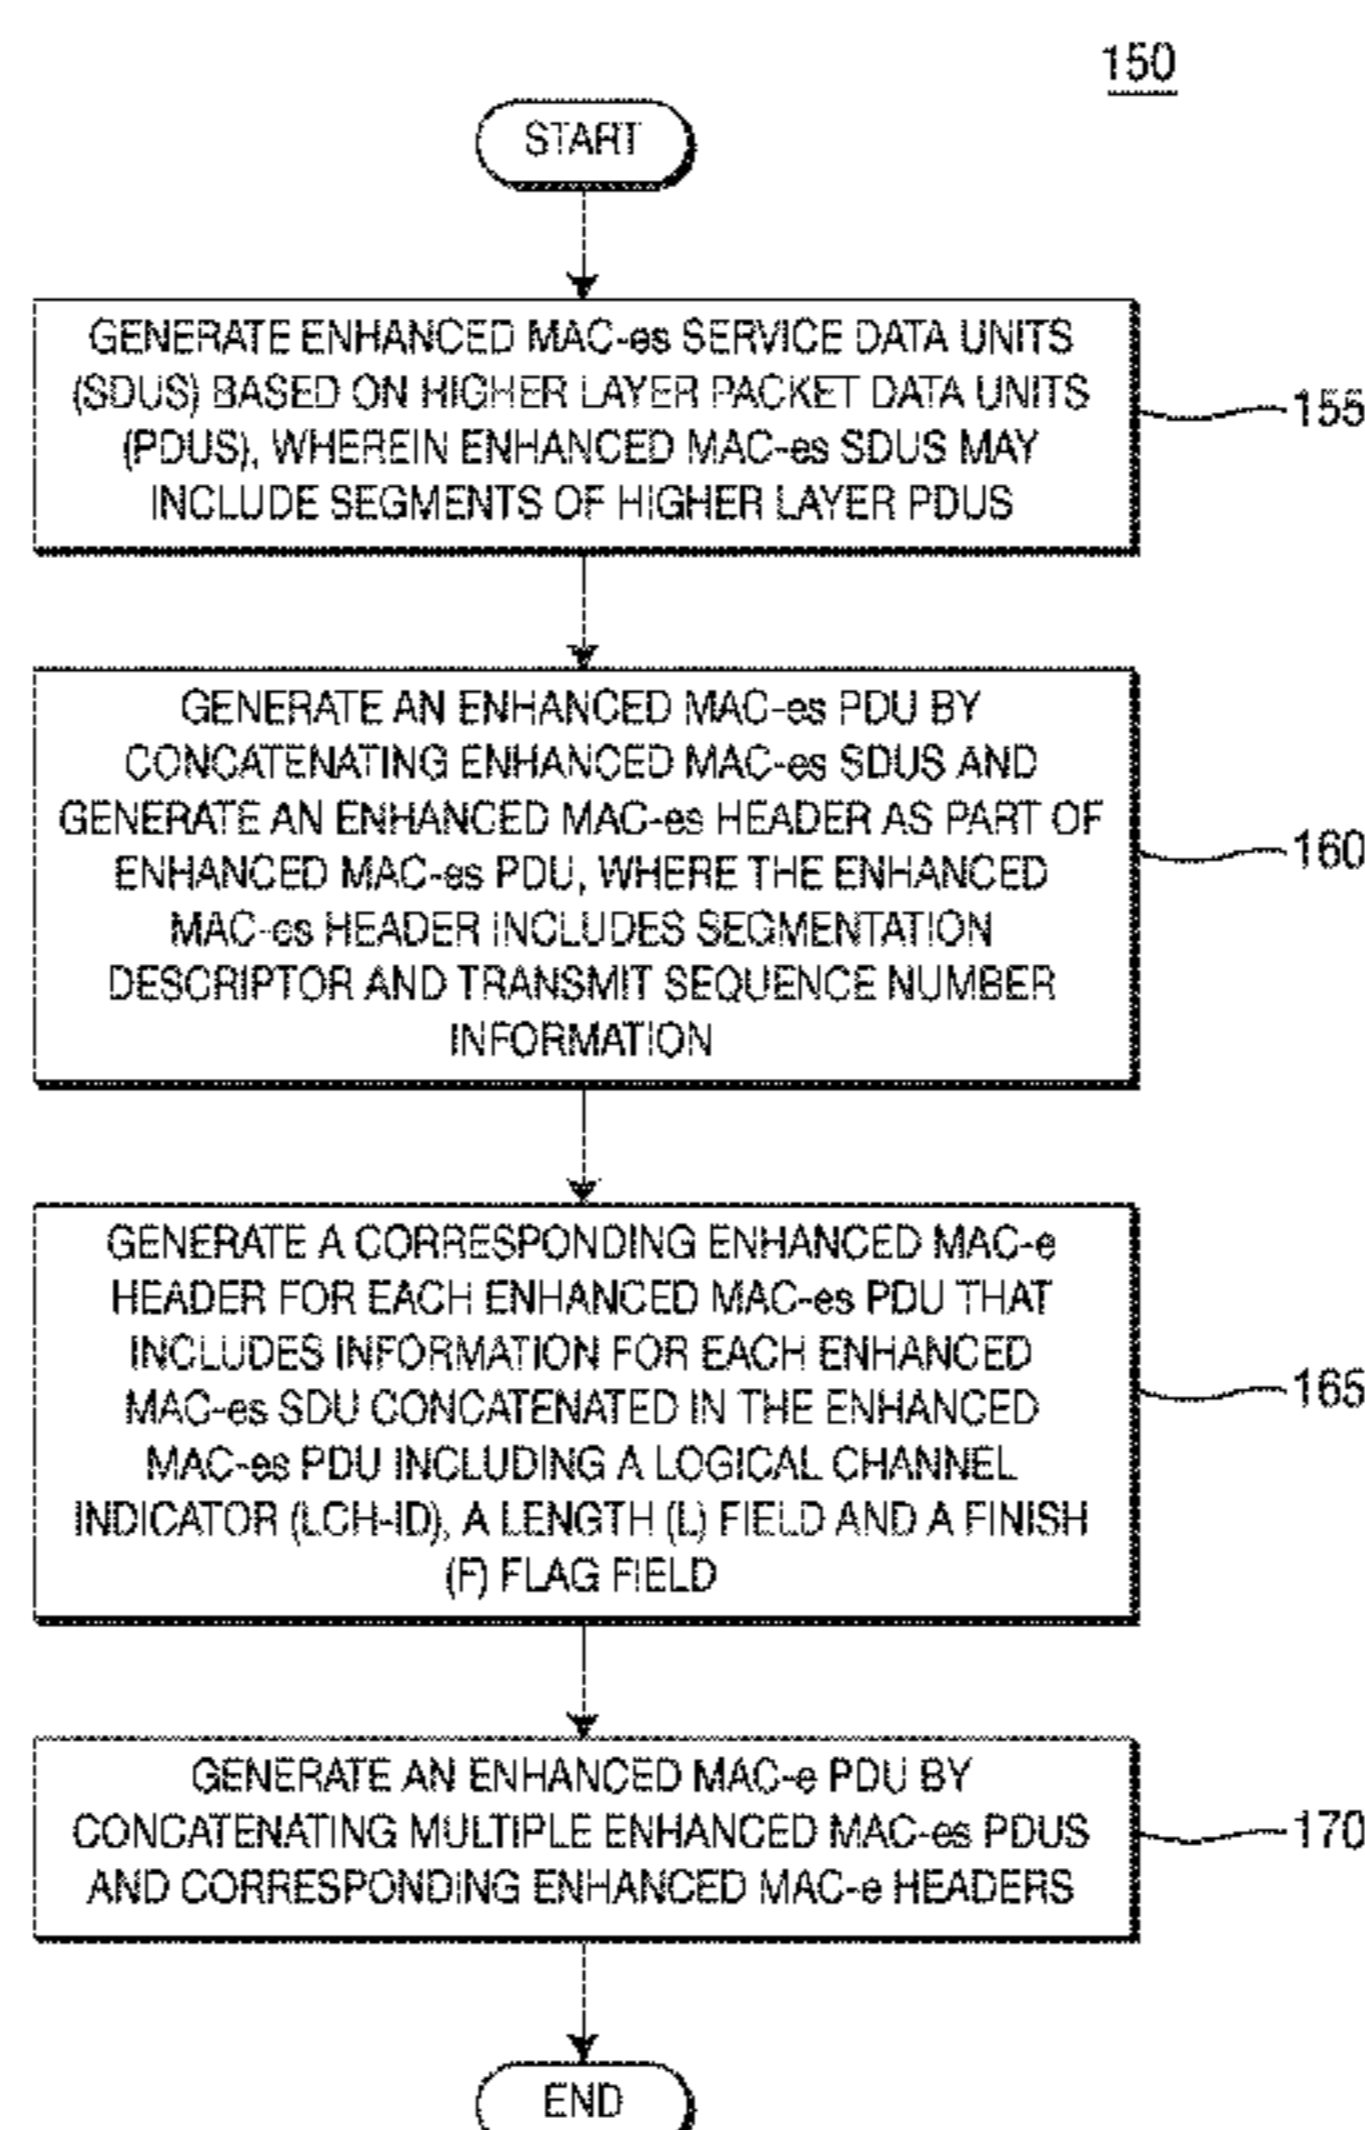 150
START
GENERATE ENHANCED MAC-es SERVICE DATA UNITS
(SDUS) BASED ON HIGHER LAYER PACKET DATA UNITS
(PDUS), WHEREIN ENHANCED MAC-es SDUS MAY
INCLUDE SEGMENTS OF HIGHER LAYER PDUS
155
GENERATE AN ENHANCED MAC-es PDU BY
CONCATENATING ENHANCED MAC-es SDUS AND
GENERATE AN ENHANCED MAC-es HEADER AS PART OF
ENHANCED MAC-es PDU, WHERE THE ENHANCED
MAC-es HEADER INCLUDES SEGMENTATION
DESCRIPTOR AND TRANSMIT SEQUENCE NUMBER
INFORMATION
160
GENERATE A CORRESPONDING ENHANCED MAC-e
HEADER FOR EACH ENHANCED MAC-es PDU THAT
INCLUDES INFORMATION FOR EACH ENHANCED
MAC-es SDU CONCATENATED IN THE ENHANCED
MAC-es PDU INCLUDING A LOGICAL CHANNEL
INDICATOR (LCH-ID), A LENGTH (L) FIELD AND A FINISH
(F) FLAG FIELD
165
GENERATE AN ENHANCED MAC-e PDU BY
CONCATENATING MULTIPLE ENHANCED MAC-es PDUS
AND CORRESPONDING ENHANCED MAC-e HEADERS
170
END